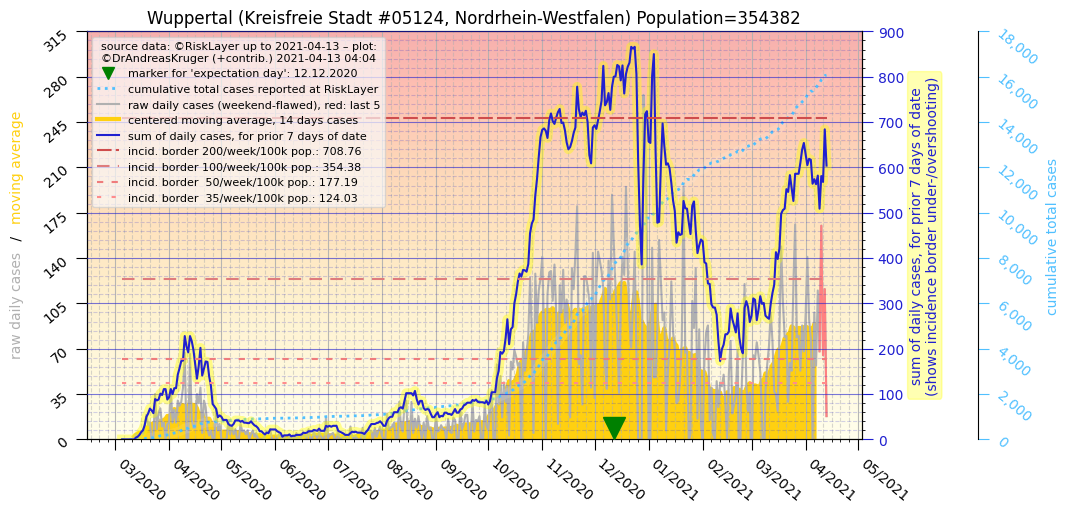 Wuppertal (Kreisfreie Stadt #05124, Nordrhein-Westfalen) Population=354382
source data: ©RiskLayer up to 2021-04-13 – plot:
©DrAndreasKruger (+contrib.) 2021-04-13 04:04
marker for 'expectation day': 12.12.2020
cumulative total cases reported at RiskLayer
raw daily cases (weekend-flawed), red: last 5
centered moving average, 14 days cases
sum of daily cases, for prior 7 days of date
incid. border 200/week/100k pop.: 708.76
incid. border 100/week/100k pop.: 354.38
incid. border  50/week/100k pop.: 177.19
incid. border  35/week/100k pop.: 124.03
raw daily cases  /  moving average
315
280
245
210
175
140
105
70
35
0
03/2020
04/2020
05/2020
06/2020
07/2020
08/2020
09/2020
10/2020
11/2020
12/2020
01/2021
02/2021
03/2021
04/2021
05/2021
900
800
700
600
500
400
300
200
100
0
sum of daily cases, for prior 7 days of date
(shows incidence border under-/overshooting)
18,000
16,000
14,000
12,000
10,000
8,000
6,000
4,000
2,000
0
cumulative total cases